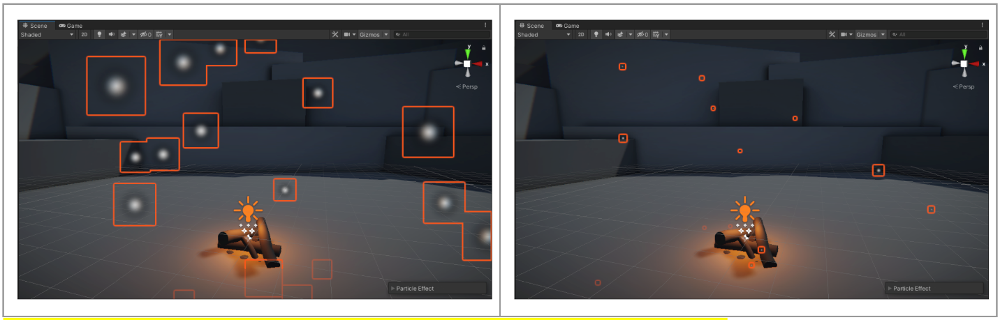 Scene Game
Shaded 2D 0 Gizmos All
y
x
Persp
Particle Effect
Scene Game
Shaded 2D 0 Gizmos All
y
x
Persp
Particle Effect